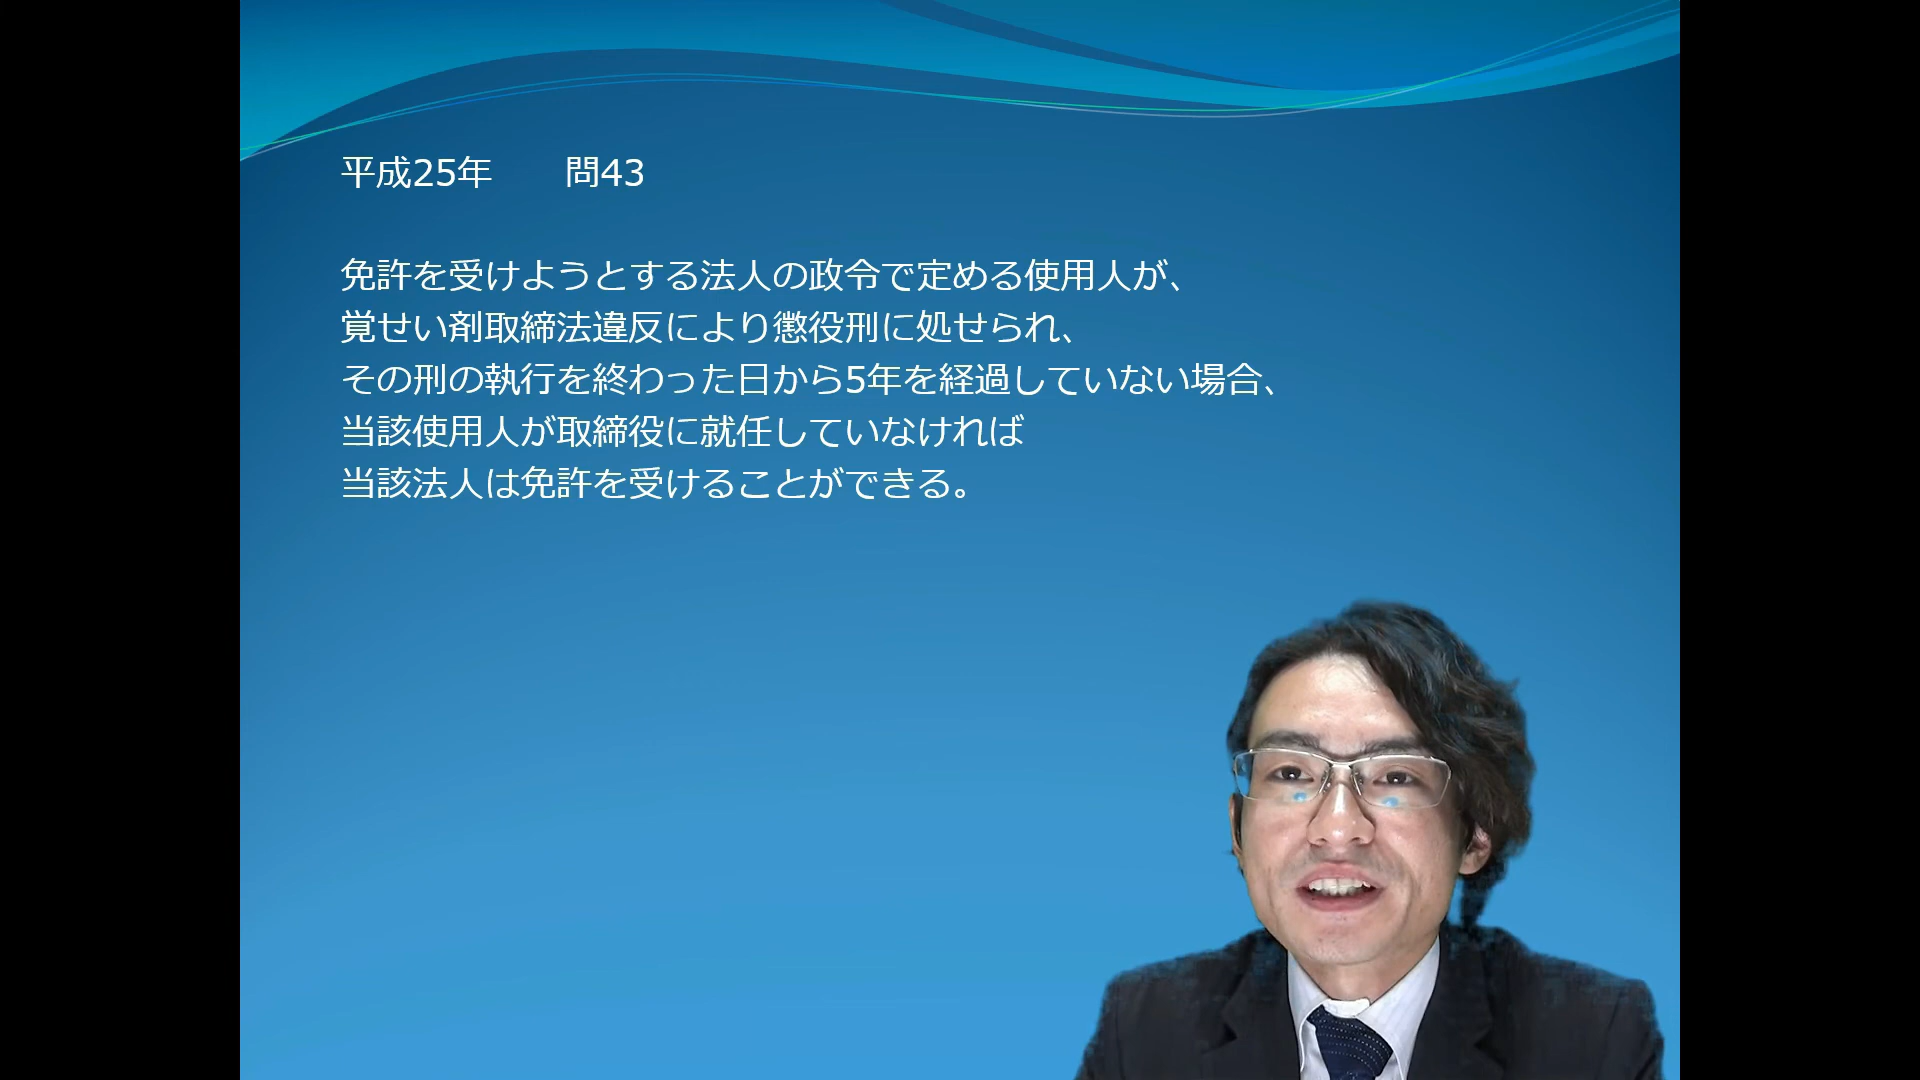 平成25年　　問43
免許を受けようとする法人の政令で定める使用人が、
覚せい剤取締法違反により懲役刑に処せられ、
その刑の執行を終わった日から5年を経過していない場合、
当該使用人が取締役に就任していなければ
当該法人は免許を受けることができる。